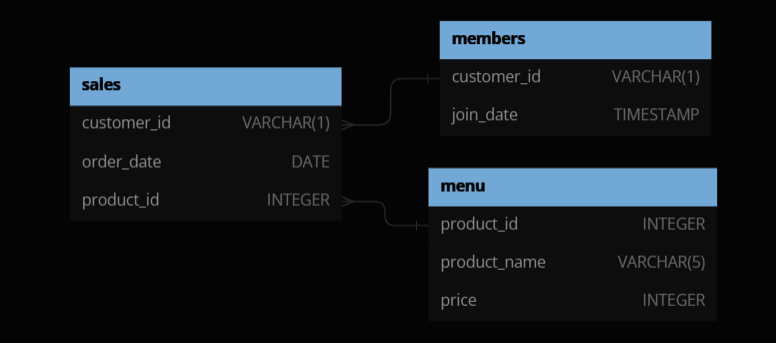 sales
customer_id VARCHAR(1)
order_date DATE
product_id INTEGER
members
customer_id VARCHAR(1)
join_date TIMESTAMP
menu
product_id INTEGER
product_name VARCHAR(5)
price INTEGER